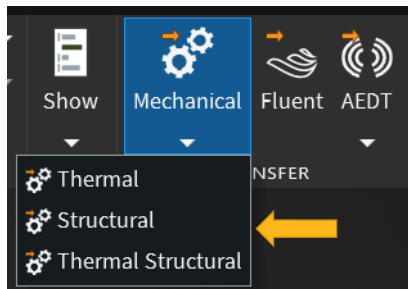 Show
Mechanical
Fluent
AEDT
NSFER
Thermal
Structural
Thermal Structural